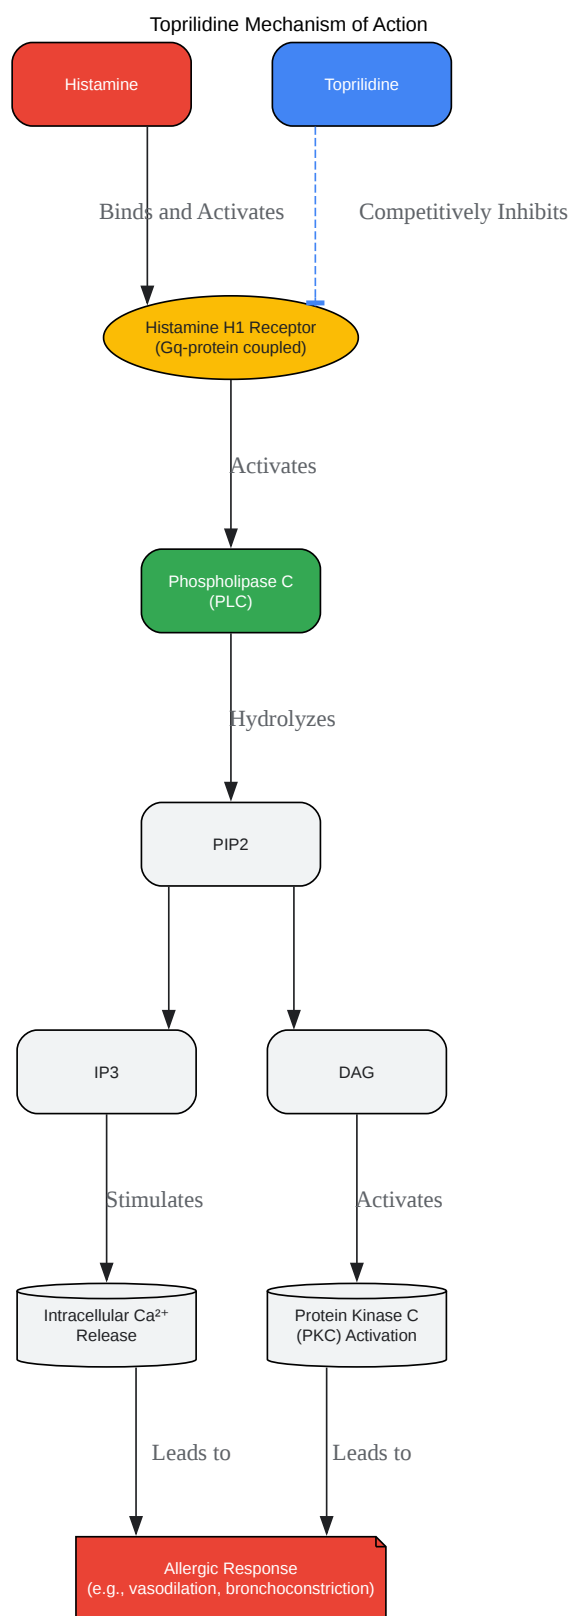 Toprilidine Mechanism of Action
Histamine
Toprilidine
Binds and Activates
Competitively Inhibits
Histamine H1 Receptor
(Gq-protein coupled)
Activates
Phospholipase C
(PLC)
Hydrolyzes
PIP2
IP3
DAG
Stimulates
Activates
Intracellular Ca²⁺
Release
Protein Kinase C
(PKC) Activation
Leads to
Leads to
Allergic Response
(e.g., vasodilation, bronchoconstriction)